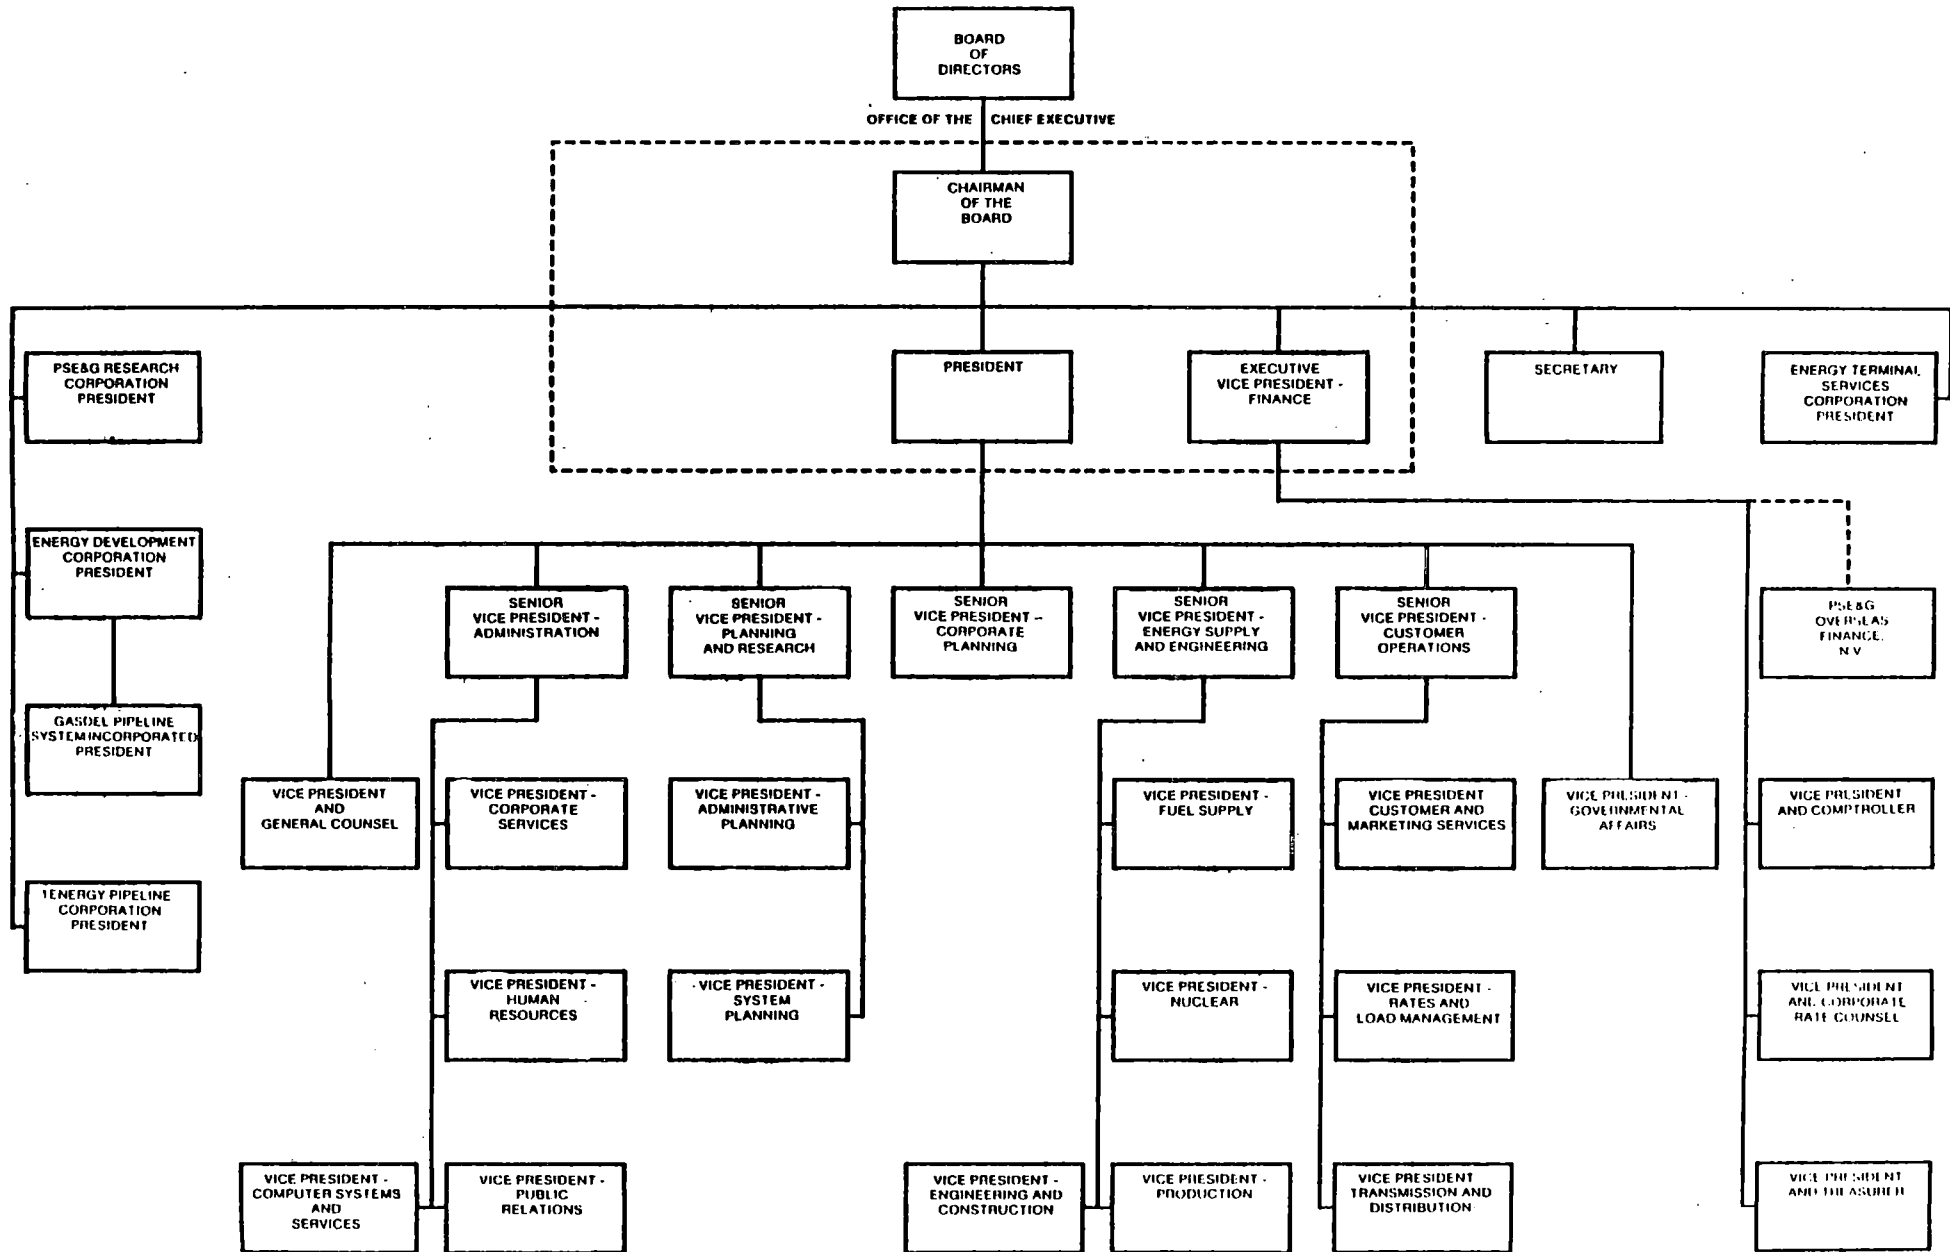 BOARD
OF
DIRECTORS
OFFICE OF THE CHIEF EXECUTIVE
CHAIRMAN
OF THE
BOARD
PSE&G RESEARCH
CORPORATION
PRESIDENT
PRESIDENT
EXECUTIVE
VICE PRESIDENT -
FINANCE
SECRETARY
ENERGY TERMINAL
SERVICES
CORPORATION
PRESIDENT
ENERGY DEVELOPMENT
CORPORATION
PRESIDENT
SENIOR
VICE PRESIDENT -
ADMINISTRATION
SENIOR
VICE PRESIDENT -
PLANNING
AND RESEARCH
SENIOR
VICE PRESIDENT -
CORPORATE
PLANNING
SENIOR
VICE PRESIDENT -
ENERGY SUPPLY
AND ENGINEERING
SENIOR
VICE PRESIDENT -
CUSTOMER
OPERATIONS
PSE&G
OVERSEAS
FINANCE,
N.V.
GASDEL PIPELINE
SYSTEM INCORPORATED
PRESIDENT
VICE PRESIDENT
AND
GENERAL COUNSEL
VICE PRESIDENT -
CORPORATE
SERVICES
VICE PRESIDENT -
ADMINISTRATIVE
PLANNING
VICE PRESIDENT -
FUEL SUPPLY
VICE PRESIDENT
CUSTOMER AND
MARKETING SERVICES
VICE PRESIDENT -
GOVERNMENTAL
AFFAIRS
VICE PRESIDENT
AND COMPTROLLER
1ENERGY PIPELINE
CORPORATION
PRESIDENT
VICE PRESIDENT -
HUMAN
RESOURCES
VICE PRESIDENT -
SYSTEM
PLANNING
VICE PRESIDENT -
NUCLEAR
VICE PRESIDENT -
RATES AND
LOAD MANAGEMENT
VICE PRESIDENT
AND CORPORATE
RATE COUNSEL
VICE PRESIDENT -
COMPUTER SYSTEMS
AND
SERVICES
VICE PRESIDENT -
PUBLIC
RELATIONS
VICE PRESIDENT -
ENGINEERING AND
CONSTRUCTION
VICE PRESIDENT -
PRODUCTION
VICE PRESIDENT
TRANSMISSION AND
DISTRIBUTION
VICE PRESIDENT
AND TREASURER